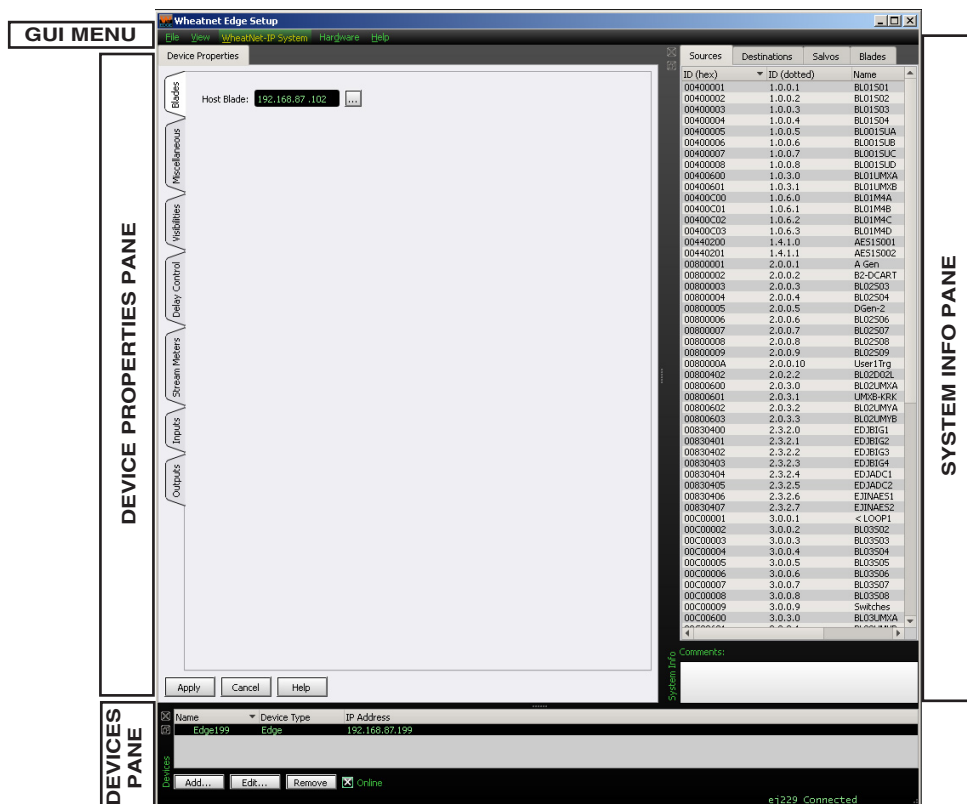 GUI MENU
Wheatnet Edge Setup
File View WheatNet-IP System Hardware Help
Device Properties
Sources Destinations Salvos Blades
DEVICE PROPERTIES PANE
Blades
Miscellaneous
Visibilities
Delay Control
Stream Meters
Inputs
Outputs
Host Blade: 192.168.87 .102 ...
ID (hex) ID (dotted) Name
00400001 1.0.0.1 BL01S01
00400002 1.0.0.2 BL01S02
00400003 1.0.0.3 BL01S03
00400004 1.0.0.4 BL01S04
00400005 1.0.0.5 BL001SUA
00400006 1.0.0.6 BL001SUB
00400007 1.0.0.7 BL001SUC
00400008 1.0.0.8 BL001SUD
00400600 1.0.3.0 BL01UMXA
00400601 1.0.3.1 BL01UMXB
00400C00 1.0.6.0 BL01M4A
00400C01 1.0.6.1 BL01M4B
00400C02 1.0.6.2 BL01M4C
00400C03 1.0.6.3 BL01M4D
00440200 1.4.1.0 AES1S001
00440201 1.4.1.1 AES1S002
00800001 2.0.0.1 A Gen
00800002 2.0.0.2 B2-DCART
00800003 2.0.0.3 BL02S03
00800004 2.0.0.4 BL02S04
00800005 2.0.0.5 DGen-2
00800006 2.0.0.6 BL02S06
00800007 2.0.0.7 BL02S07
00800008 2.0.0.8 BL02S08
00800009 2.0.0.9 BL02S09
0080000A 2.0.0.10 User1Trg
00800402 2.0.2.2 BL02D02L
00800600 2.0.3.0 BL02UMXA
00800601 2.0.3.1 UMXB-KRK
00800602 2.0.3.2 BL02UMYA
00800603 2.0.3.3 BL02UMYB
00830400 2.3.2.0 EDJBIG1
00830401 2.3.2.1 EDJBIG2
00830402 2.3.2.2 EDJBIG3
00830403 2.3.2.3 EDJBIG4
00830404 2.3.2.4 EDJADC1
00830405 2.3.2.5 EDJADC2
00830406 2.3.2.6 EJINAES1
00830407 2.3.2.7 EJINAES2
00C00001 3.0.0.1 < LOOP1
00C00002 3.0.0.2 BL03S02
00C00003 3.0.0.3 BL03S03
00C00004 3.0.0.4 BL03S04
00C00005 3.0.0.5 BL03S05
00C00006 3.0.0.6 BL03S06
00C00007 3.0.0.7 BL03S07
00C00008 3.0.0.8 BL03S08
00C00009 3.0.0.9 Switches
00C00600 3.0.3.0 BL03UMXA
SYSTEM INFO PANE
System Info
Comments:
Apply Cancel Help
DEVICES PANE
Devices
Name Device Type IP Address
Edge199 Edge 192.168.87.199
Add... Edit... Remove Online
ej229 Connected